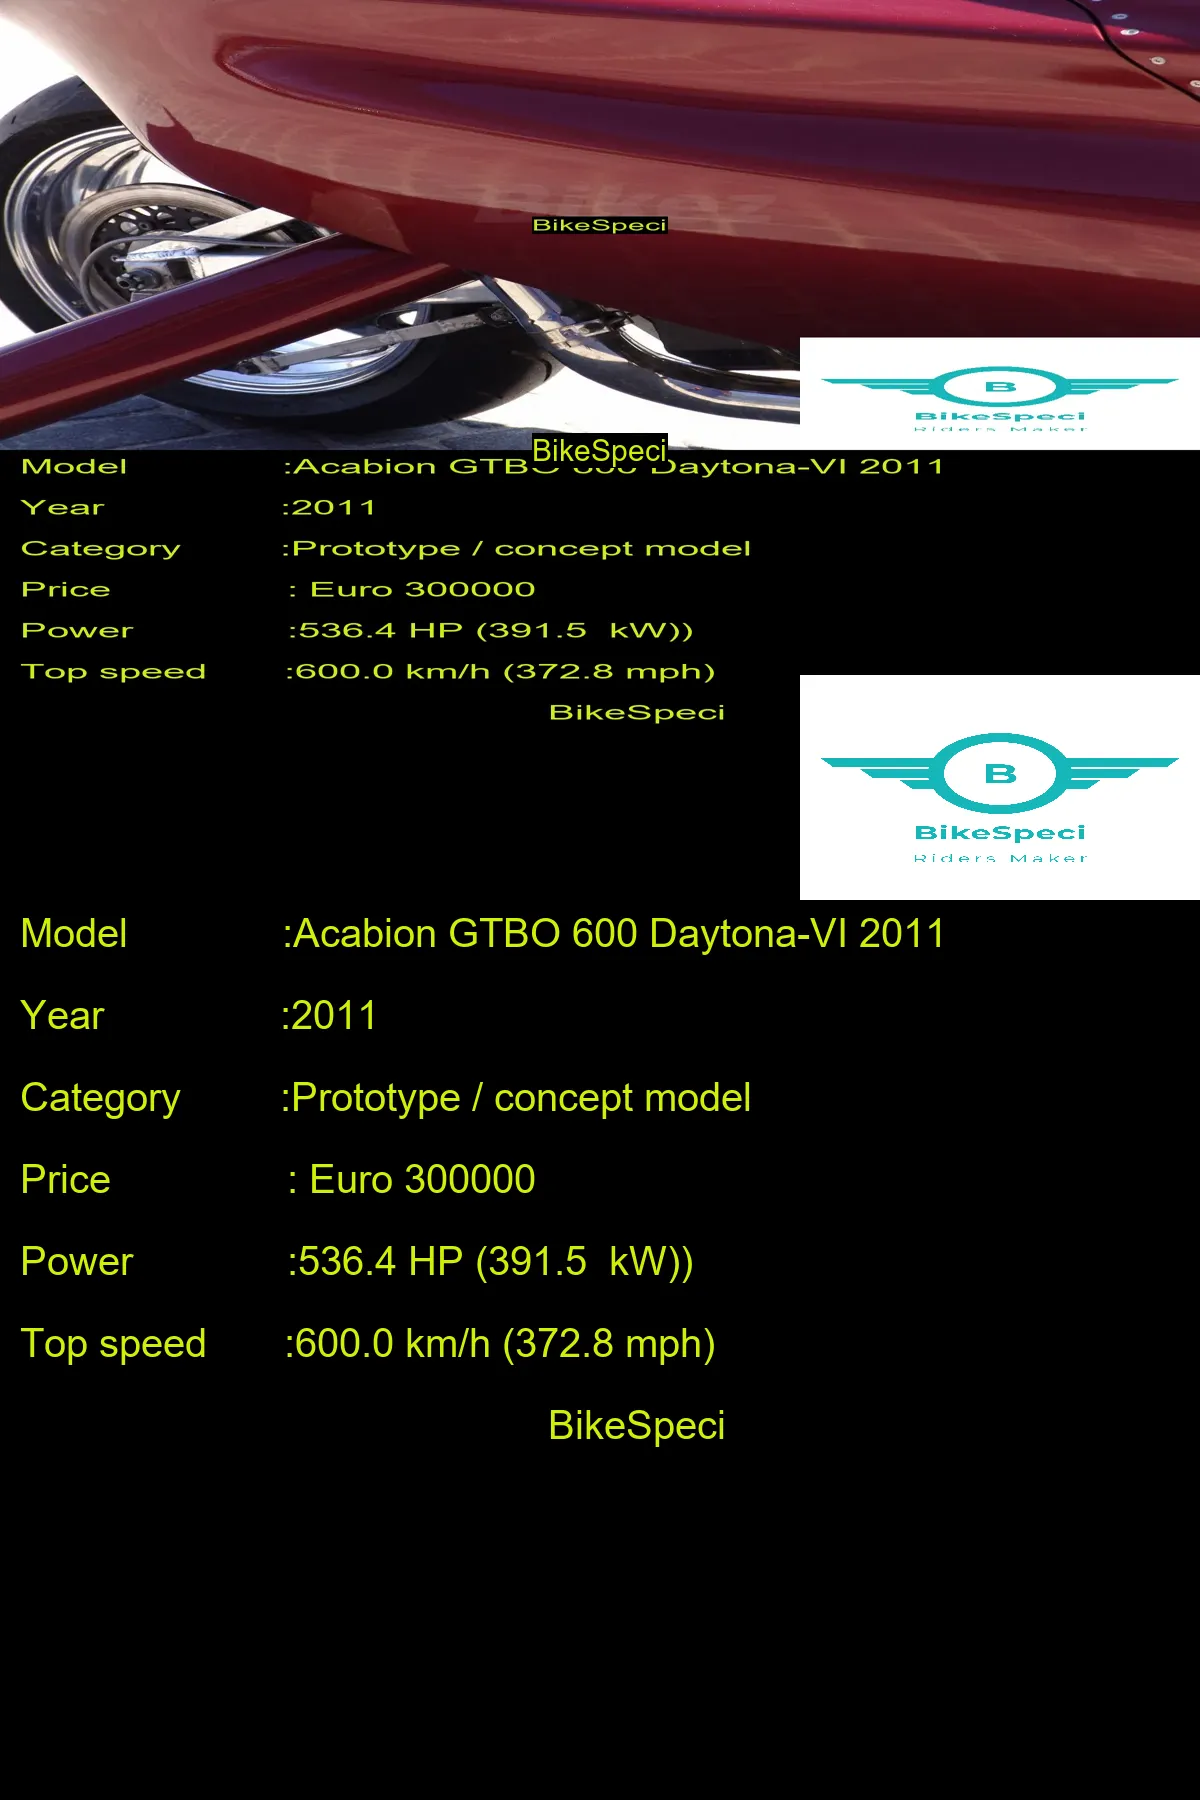 Bikez
BikeSpeci
B
BikeSpeci
Riders Maker
BikeSpeci
Model :Acabion GTBO 600 Daytona-VI 2011
Year :2011
Category :Prototype / concept model
Price : Euro 300000
Power :536.4 HP (391.5 kW))
Top speed :600.0 km/h (372.8 mph)
BikeSpeci
B
BikeSpeci
Riders Maker
Model :Acabion GTBO 600 Daytona-VI 2011
Year :2011
Category :Prototype / concept model
Price : Euro 300000
Power :536.4 HP (391.5 kW))
Top speed :600.0 km/h (372.8 mph)
BikeSpeci